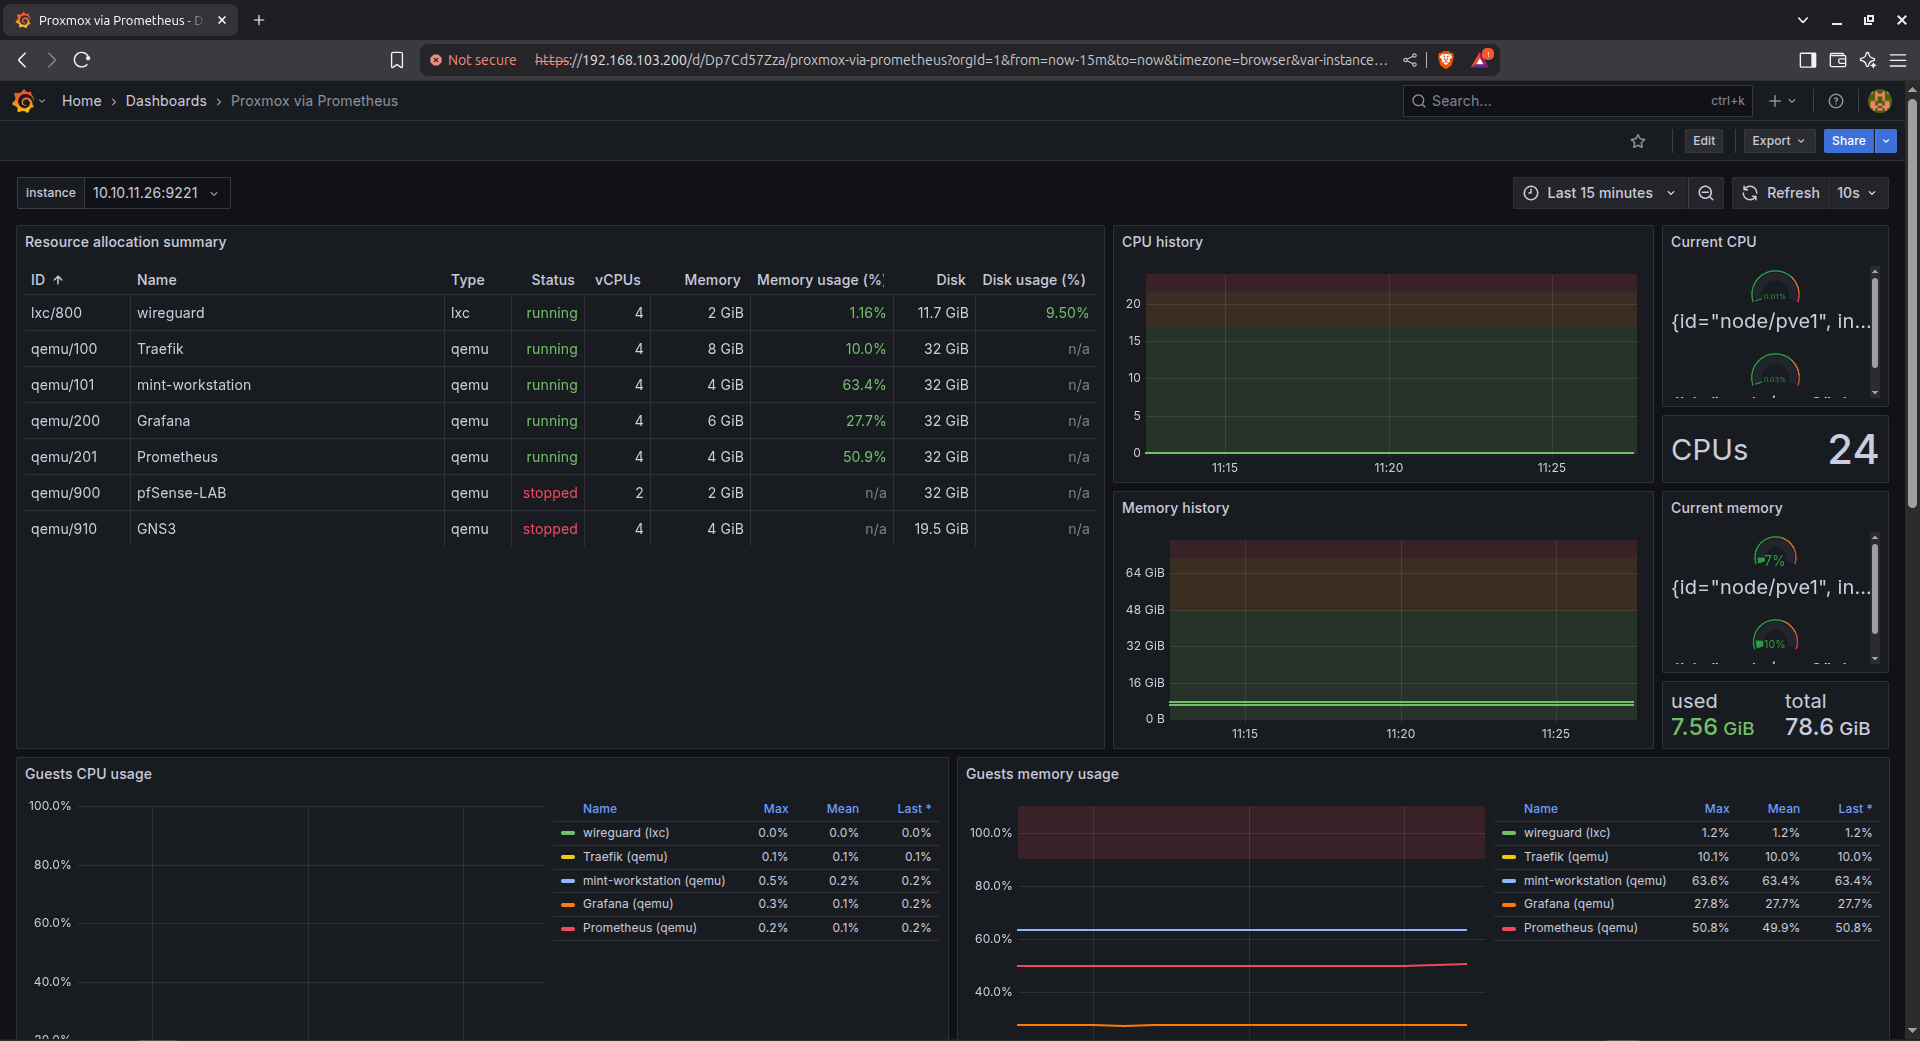 Proxmox via Prometheus - D
Not secure https://192.168.103.200/d/Dp7Cd57Zza/proxmox-via-prometheus?orgId=1&from=now-15m&to=now&timezone=browser&var-instance... 1
Home › Dashboards › Proxmox via Prometheus
Search... ctrl+k
Edit Export Share
instance 10.10.11.26:9221
Last 15 minutes Refresh 10s
Resource allocation summary
ID Name Type Status vCPUs Memory Memory usage (%) Disk Disk usage (%)
lxc/800 wireguard lxc running 4 2 GiB 1.16% 11.7 GiB 9.50%
qemu/100 Traefik qemu running 4 8 GiB 10.0% 32 GiB n/a
qemu/101 mint-workstation qemu running 4 4 GiB 63.4% 32 GiB n/a
qemu/200 Grafana qemu running 4 6 GiB 27.7% 32 GiB n/a
qemu/201 Prometheus qemu running 4 4 GiB 50.9% 32 GiB n/a
qemu/900 pfSense-LAB qemu stopped 2 2 GiB n/a 32 GiB n/a
qemu/910 GNS3 qemu stopped 4 4 GiB n/a 19.5 GiB n/a
CPU history
20
15
10
5
0
11:15 11:20 11:25
Current CPU
0.01%
{id="node/pve1", in...
0.03%
CPUs 24
Memory history
64 GiB
48 GiB
32 GiB
16 GiB
0 B
11:15 11:20 11:25
Current memory
7%
{id="node/pve1", in...
10%
used total
7.56 GiB 78.6 GiB
Guests CPU usage
100.0%
80.0%
60.0%
40.0%
20.0%
Name Max Mean Last *
wireguard (lxc) 0.0% 0.0% 0.0%
Traefik (qemu) 0.1% 0.1% 0.1%
mint-workstation (qemu) 0.5% 0.2% 0.2%
Grafana (qemu) 0.3% 0.1% 0.2%
Prometheus (qemu) 0.2% 0.1% 0.2%
Guests memory usage
100.0%
80.0%
60.0%
40.0%
Name Max Mean Last *
wireguard (lxc) 1.2% 1.2% 1.2%
Traefik (qemu) 10.1% 10.0% 10.0%
mint-workstation (qemu) 63.6% 63.4% 63.4%
Grafana (qemu) 27.8% 27.7% 27.7%
Prometheus (qemu) 50.8% 49.9% 50.8%